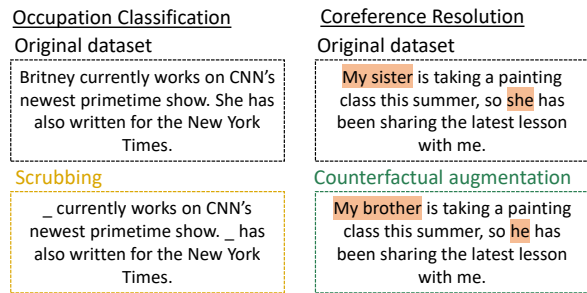 Occupation Classification
Original dataset
Britney currently works on CNN's
newest primetime show. She has
also written for the New York
Times.
Scrubbing
_ currently works on CNN's
newest primetime show. _ has
also written for the New York
Times.
Coreference Resolution
Original dataset
My sister is taking a painting
class this summer, so she has
been sharing the latest lesson
with me.
Counterfactual augmentation
My brother is taking a painting
class this summer, so he has
been sharing the latest lesson
with me.